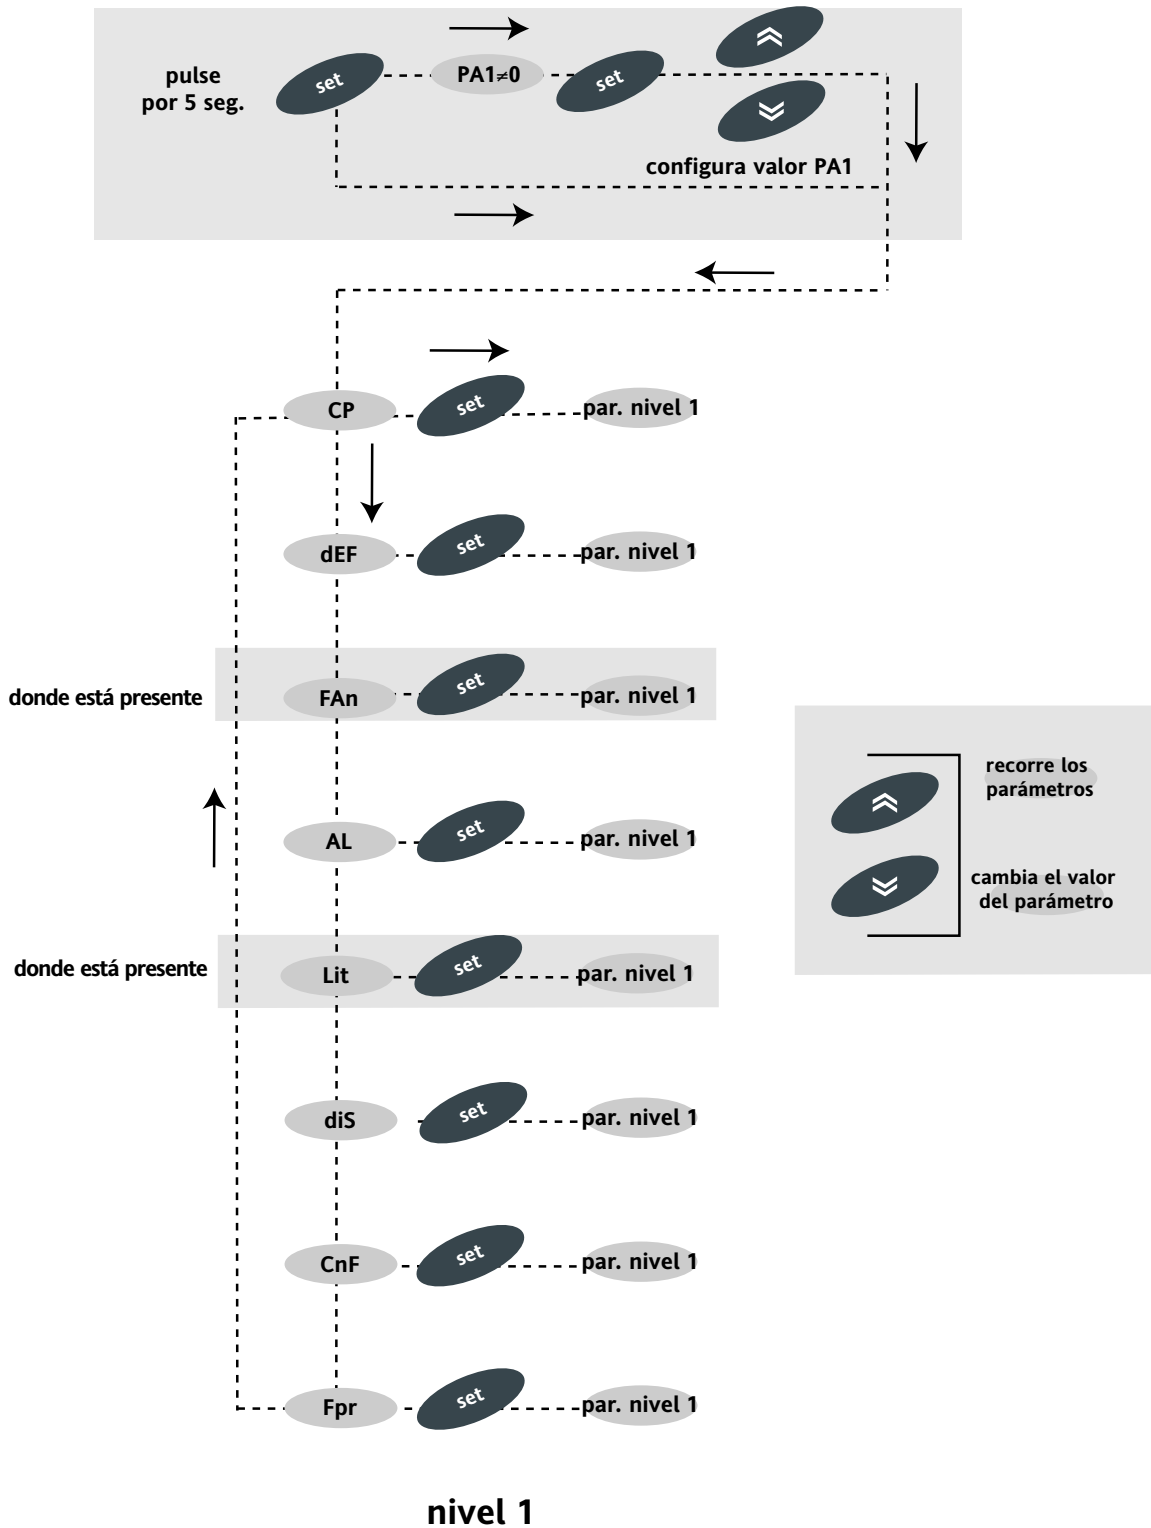 pulse
por 5 seg.
set
PA1≠0
set
configura valor PA1
CP
set
par. nivel 1
dEF
set
par. nivel 1
donde está presente
FAn
set
par. nivel 1
AL
set
par. nivel 1
recorre los
parámetros
cambia el valor
del parámetro
donde está presente
Lit
set
par. nivel 1
diS
set
par. nivel 1
CnF
set
par. nivel 1
Fpr
set
par. nivel 1
nivel 1